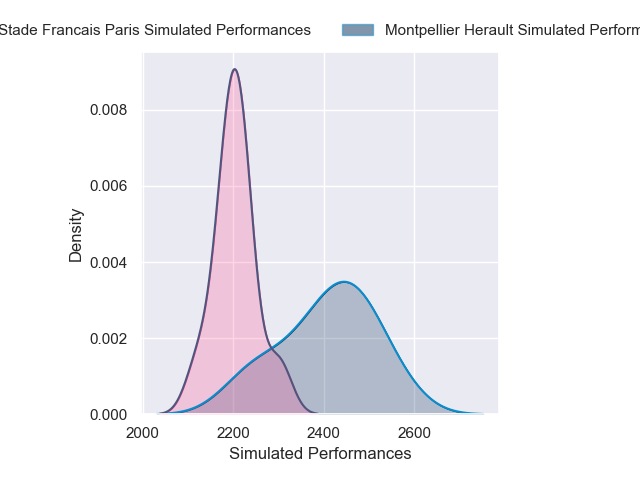 Stade Francais Paris Simulated Performances
Montpellier Herault Simulated
Density
0.008
0.006
0.004
0.002
0.000
2000 2200 2400 2600
Simulated Performances